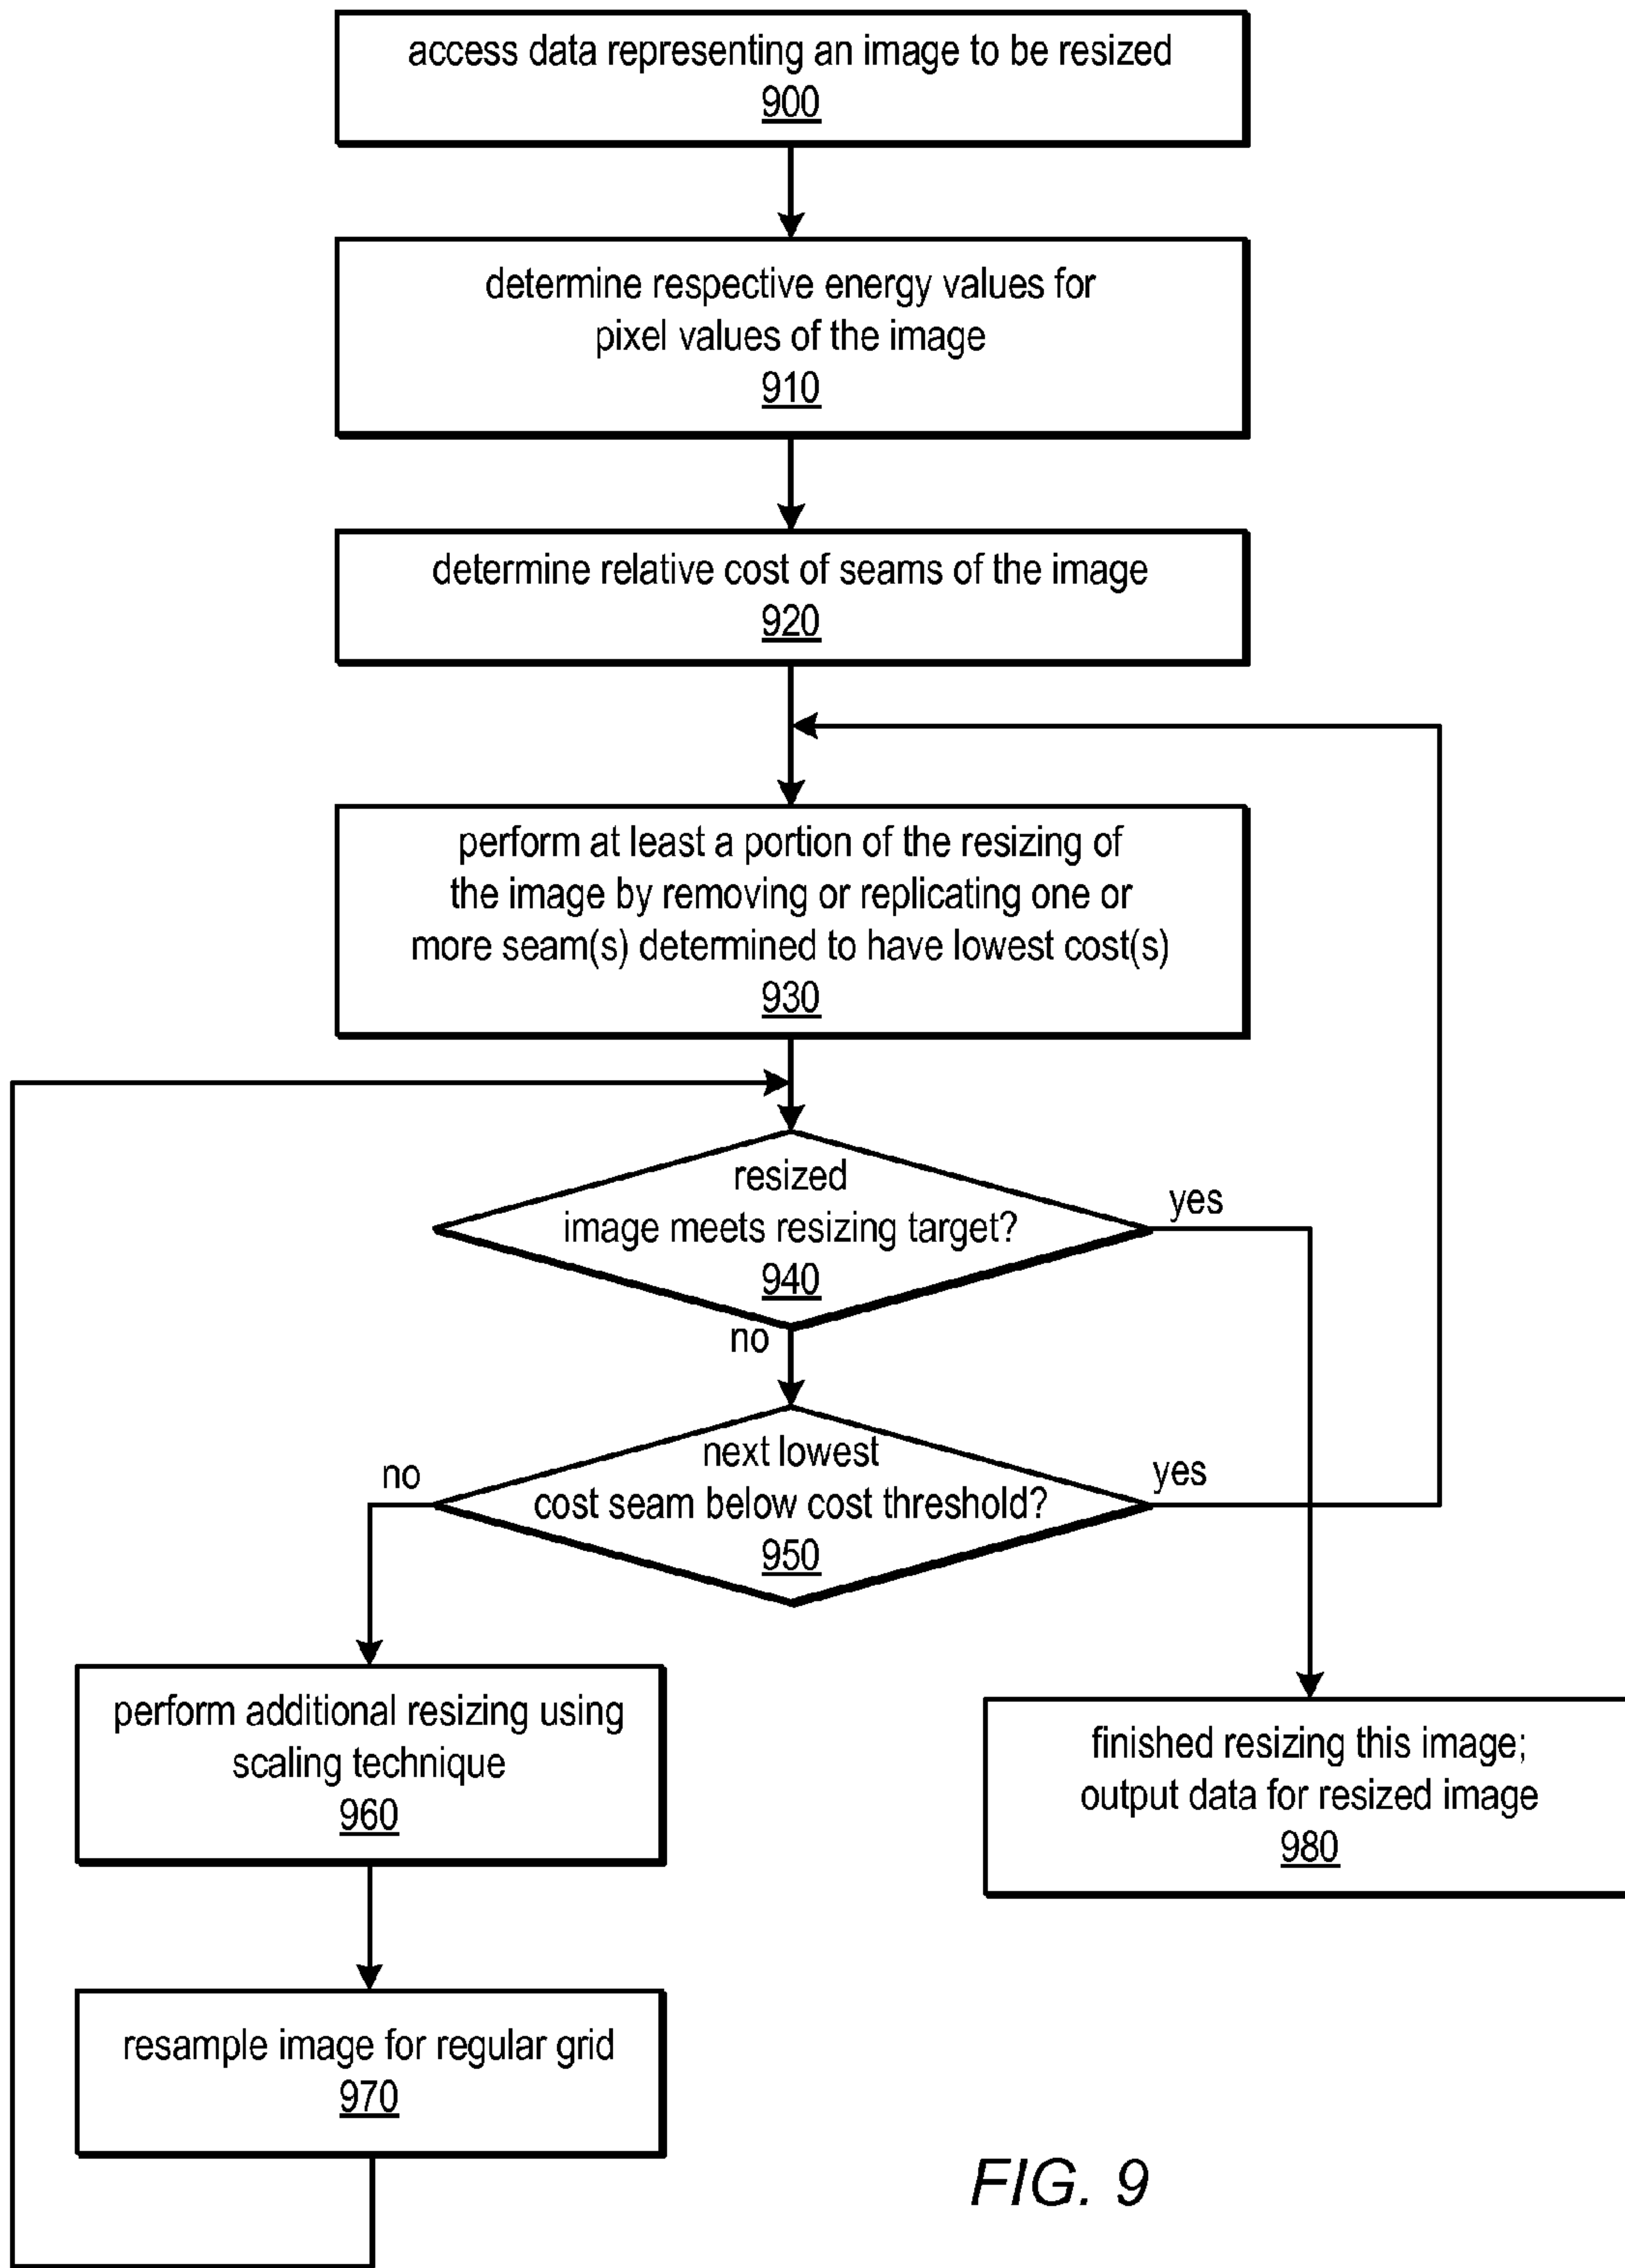 access data representing an image to be resized
900
determine respective energy values for
pixel values of the image
910
determine relative cost of seams of the image
920
perform at least a portion of the resizing of
the image by removing or replicating one or
more seam(s) determined to have lowest cost(s)
930
resized
image meets resizing target?
940
yes
no
next lowest
cost seam below cost threshold?
950
no
yes
perform additional resizing using
scaling technique
960
finished resizing this image;
output data for resized image
980
resample image for regular grid
970
FIG. 9